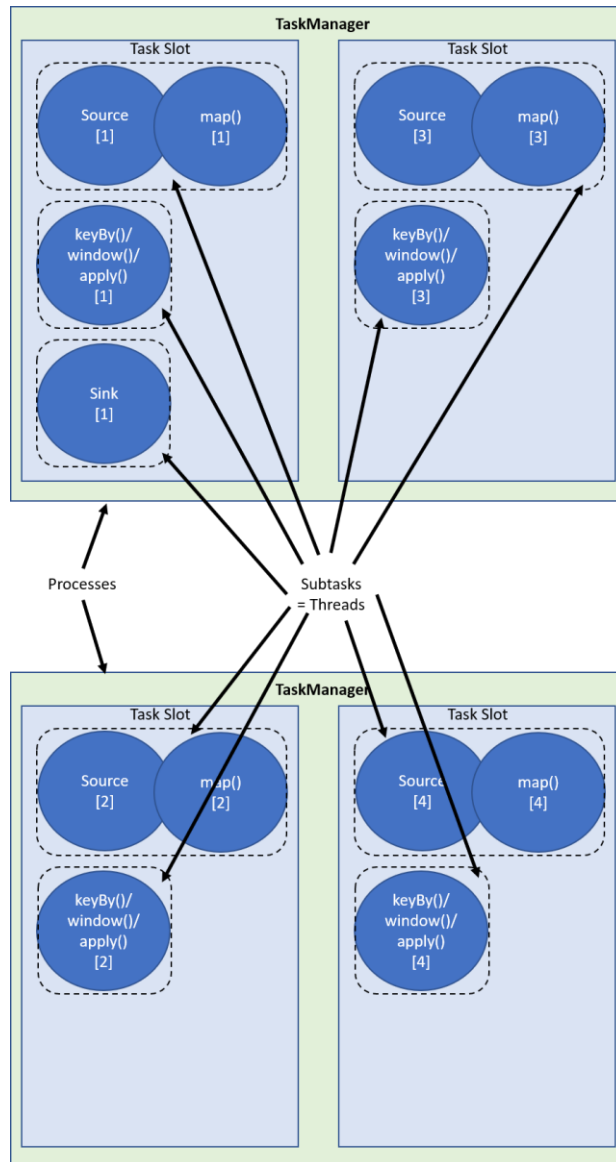 TaskManager
Task Slot
Task Slot
Source
[1]
map()
[1]
Source
[3]
map()
[3]
keyBy()/
window()/
apply()
[1]
keyBy()/
window()/
apply()
[3]
Sink
[1]
Processes
Subtasks
= Threads
TaskManager
Task Slot
Task Slot
Source
[2]
map()
[2]
Source
[4]
map()
[4]
keyBy()/
window()/
apply()
[2]
keyBy()/
window()/
apply()
[4]